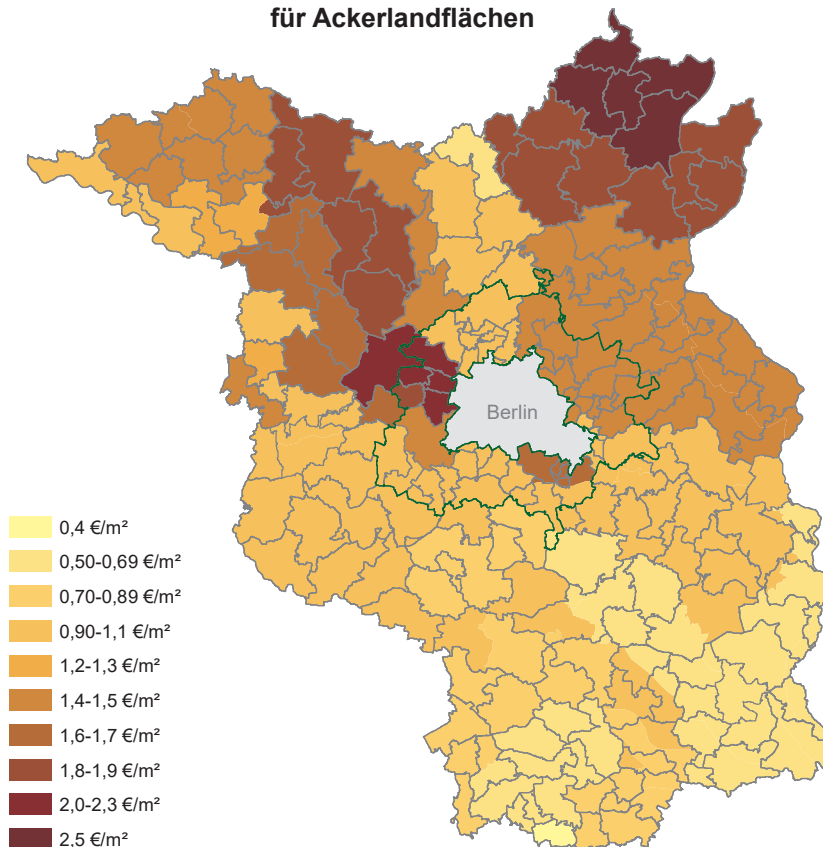 für Ackerlandflächen
Berlin
0,4 €/m²
0,50-0,69 €/m²
0,70-0,89 €/m²
0,90-1,1 €/m²
1,2-1,3 €/m²
1,4-1,5 €/m²
1,6-1,7 €/m²
1,8-1,9 €/m²
2,0-2,3 €/m²
2,5 €/m²